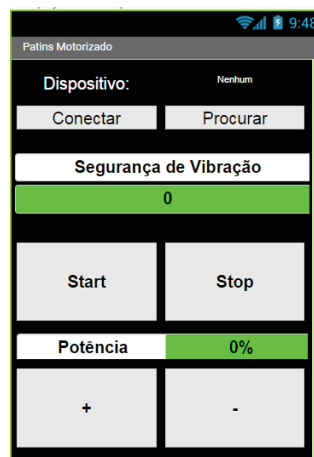 9:48
Patins Motorizado
Dispositivo: Nenhum
Conectar Procurar
Segurança de Vibração
0
Start Stop
Potência 0%
+ -